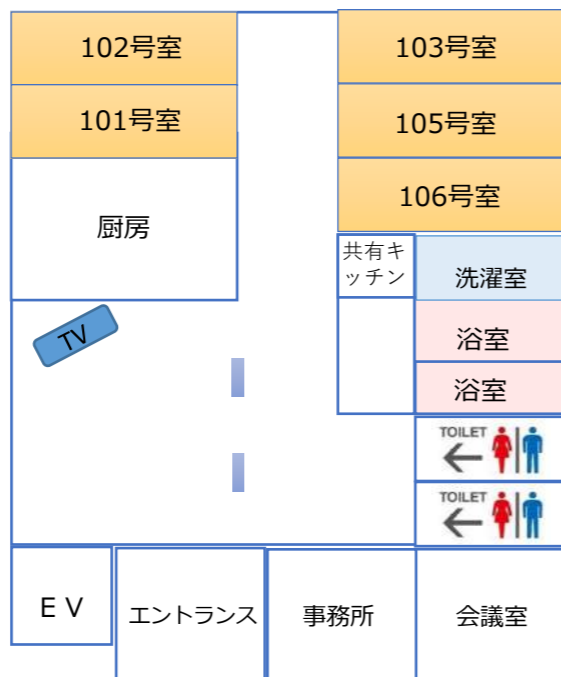 102号室
103号室
101号室
105号室
106号室
厨房
共有キ
ッチン
洗濯室
TV
浴室
浴室
TOILET
TOILET
ＥＶ
エントランス
事務所
会議室